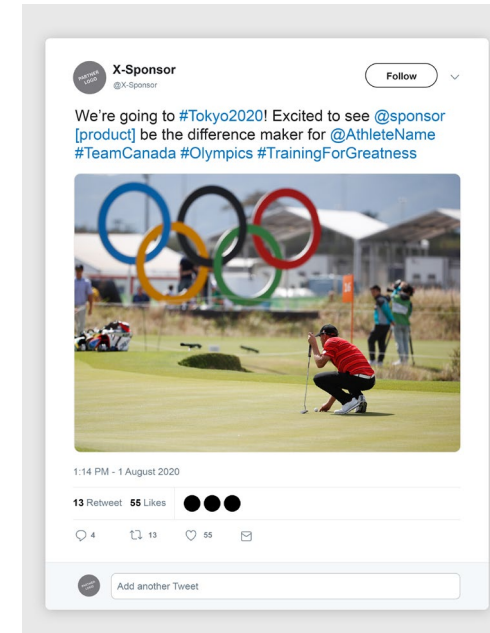 PARTNER
LOGO
X-Sponsor
@X-Sponsor
Follow
We're going to #Tokyo2020! Excited to see @sponsor
[product] be the difference maker for @AthleteName
#TeamCanada #Olympics #TrainingForGreatness
1:14 PM - 1 August 2020
13 Retweet 55 Likes
4 13 55
Add another Tweet